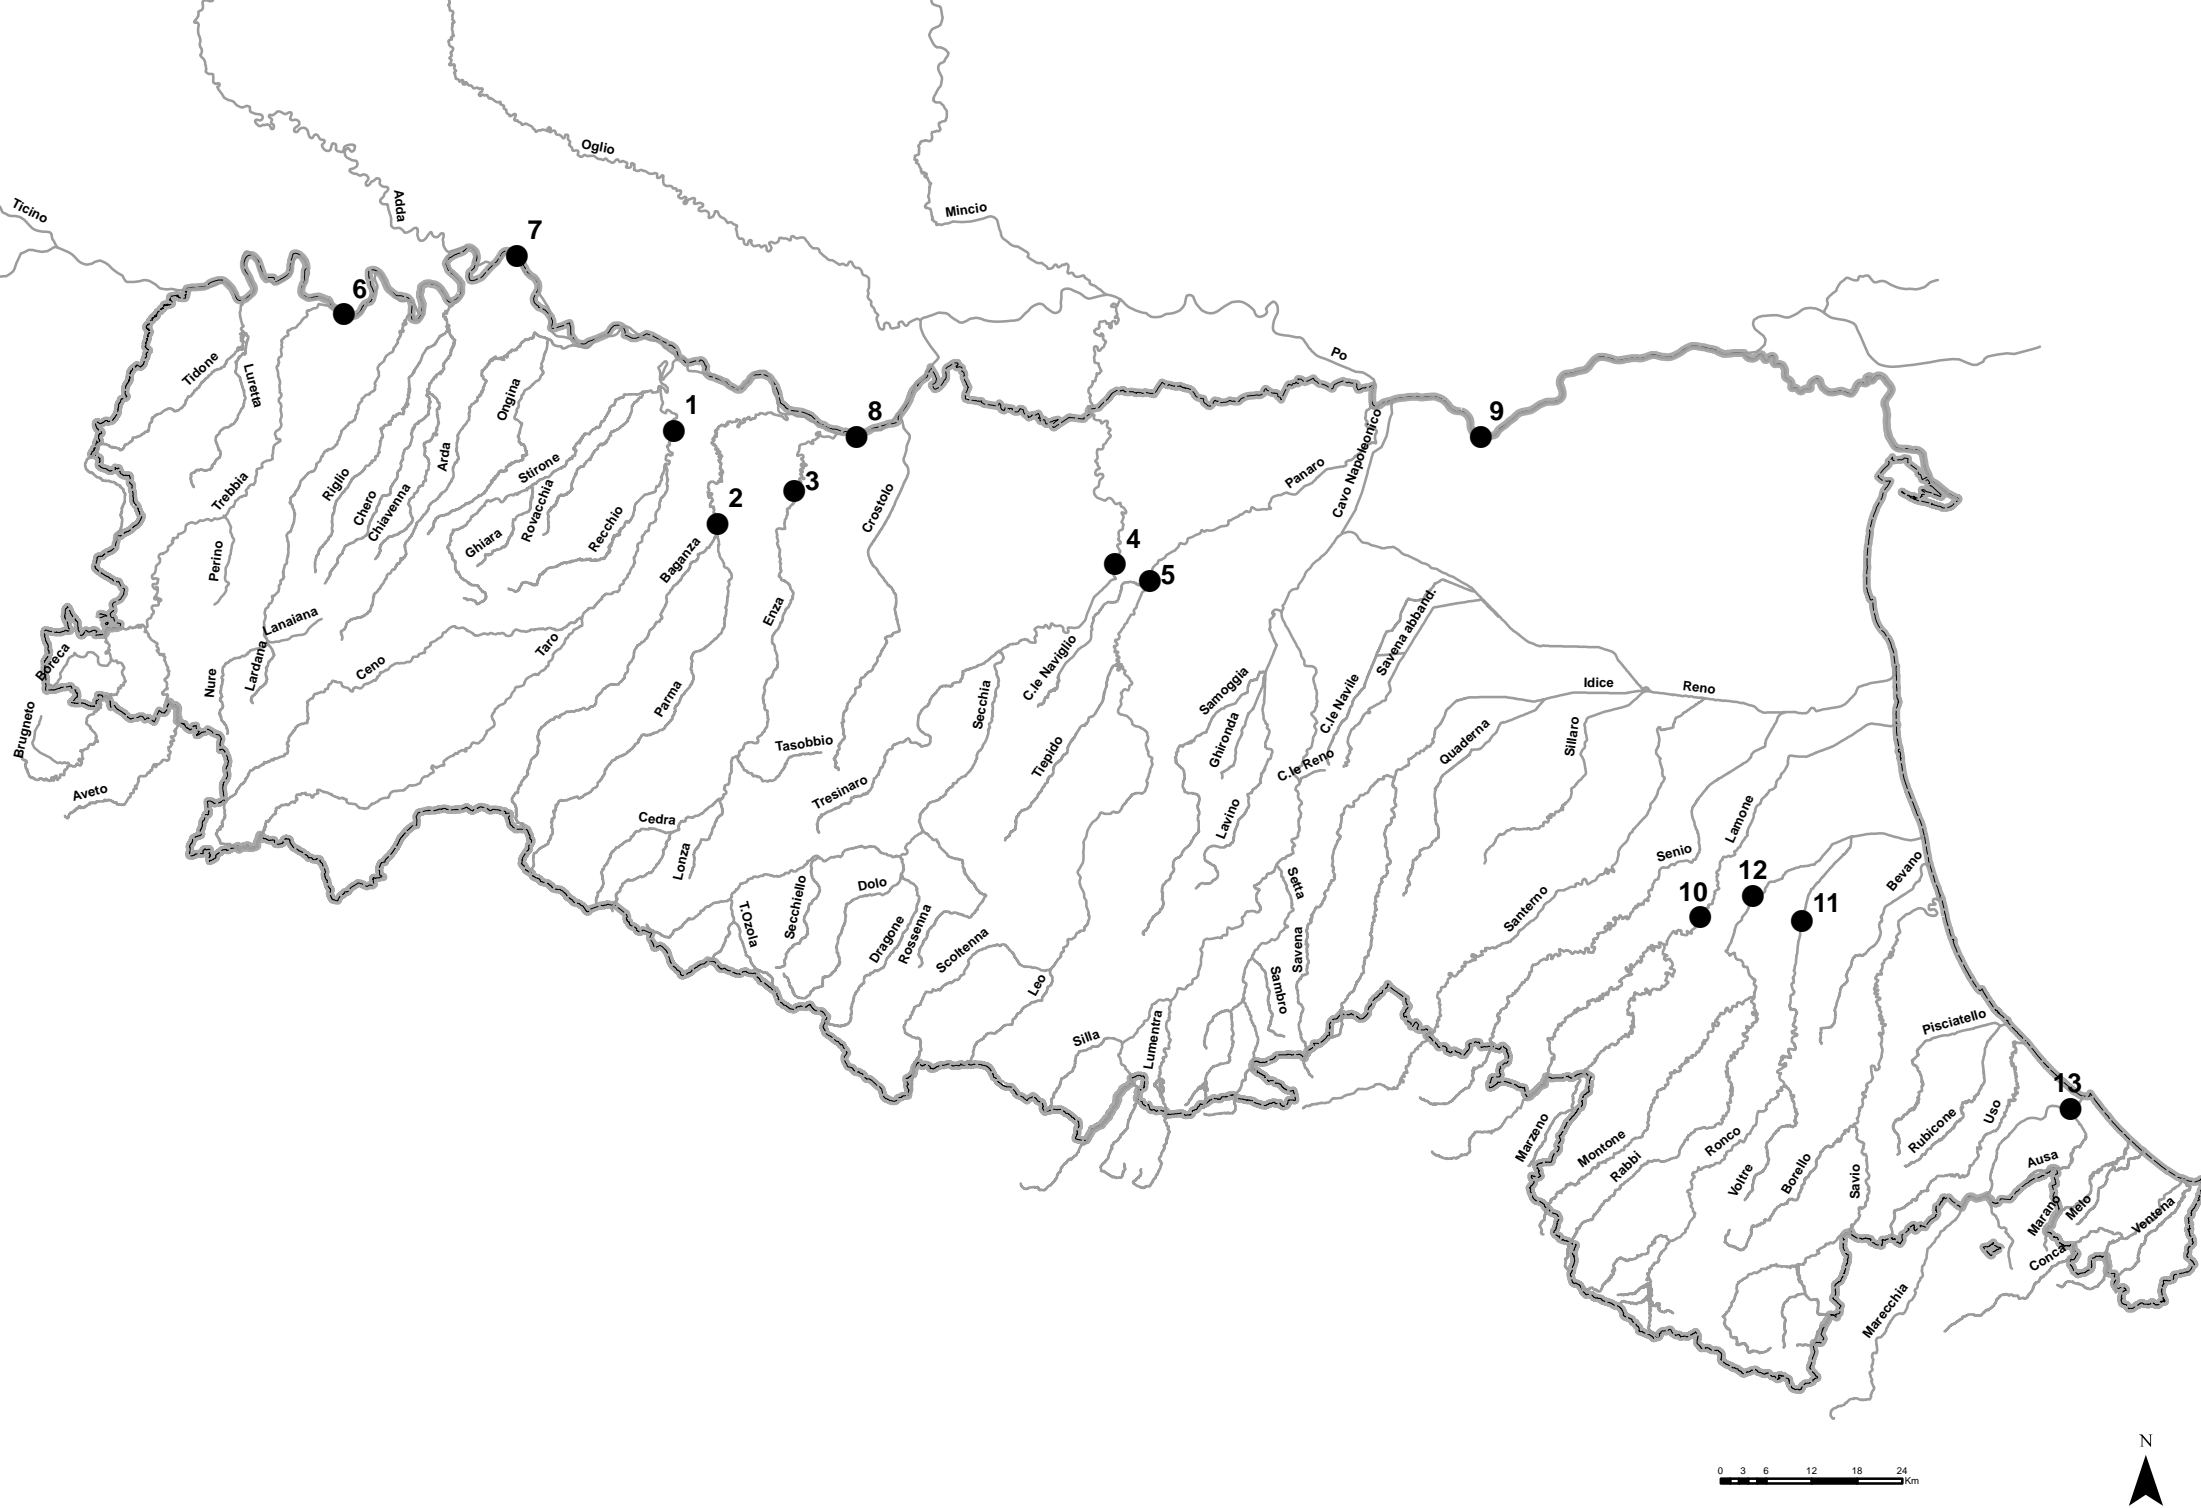 Oglio
Adda
Ticino
Mincio
7
6
Po
Tidone
Luretta
Ongina
1
8
9
Cavo Napoleonico
Arda
Stirone
Trebbia
Riglio
Chero
Chiavenna
Rovacchia
Ghiara
Recchio
2
3
Crostolo
Panaro
4
5
Perino
Baganza
Enza
Lanaiana
Lardana
Boreca
Nure
Ceno
Taro
Parma
C.le Naviglio
Secchia
Samoggia
Savena abband.
C.le Navile
Idice
Reno
Brugneto
Aveto
Tasobbio
Tiepido
Ghironda
C.le Reno
Quaderna
Sillaro
Tresinaro
Cedra
Lonza
Lavino
Lamone
Senio
Bevano
T.Ozola
Secchiello
Dolo
Dragone
Rossenna
Scoltenna
Leo
Setta
Savena
Sambro
Santerno
10
12
11
Silla
Lumentra
Pisciatello
13
Marzeno
Montone
Rabbi
Ronco
Voltre
Borello
Savio
Rubicone
Uso
Ausa
Marano
Melo
Ventena
Conca
Marecchia
N
0 3 6 12 18 24
Km